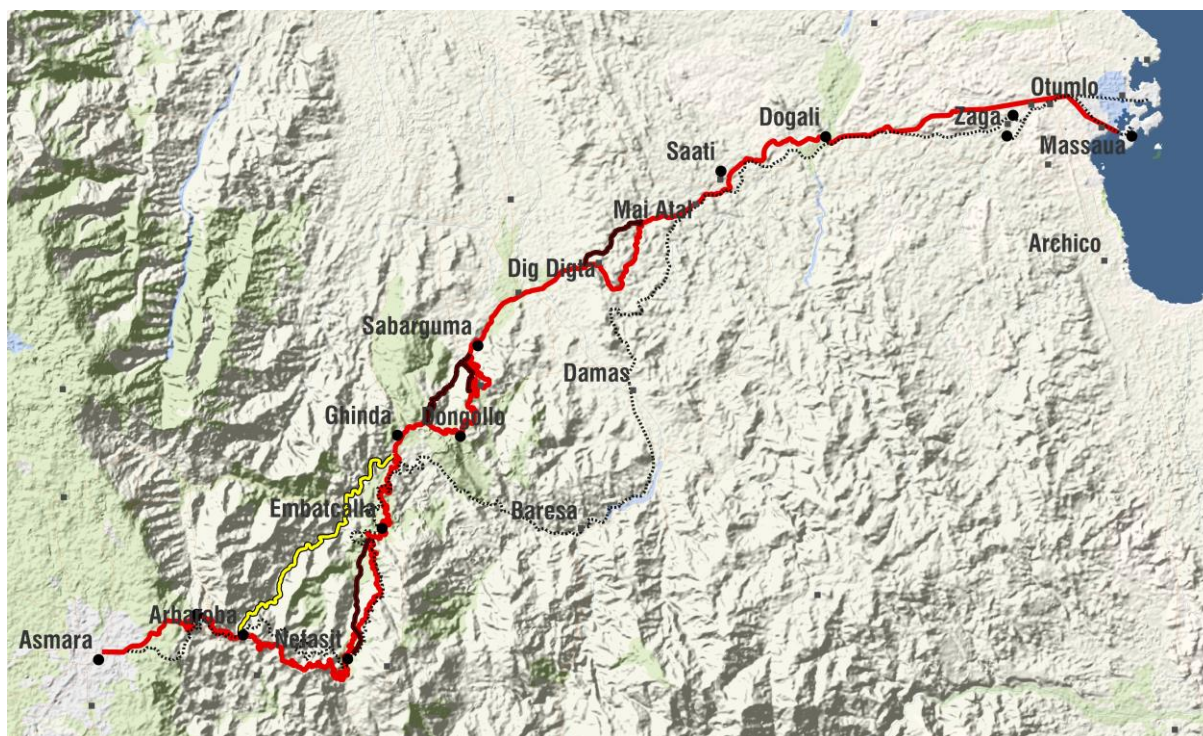 Otumlo
Zaga
Dogali
Massaua
Saati
Mai Atal
Archico
Dig Digta
Sabarguma
Damas
Ghinda
Dongollo
Embatcalla
Baresa
Arbaroba
Asmara
Nefasit